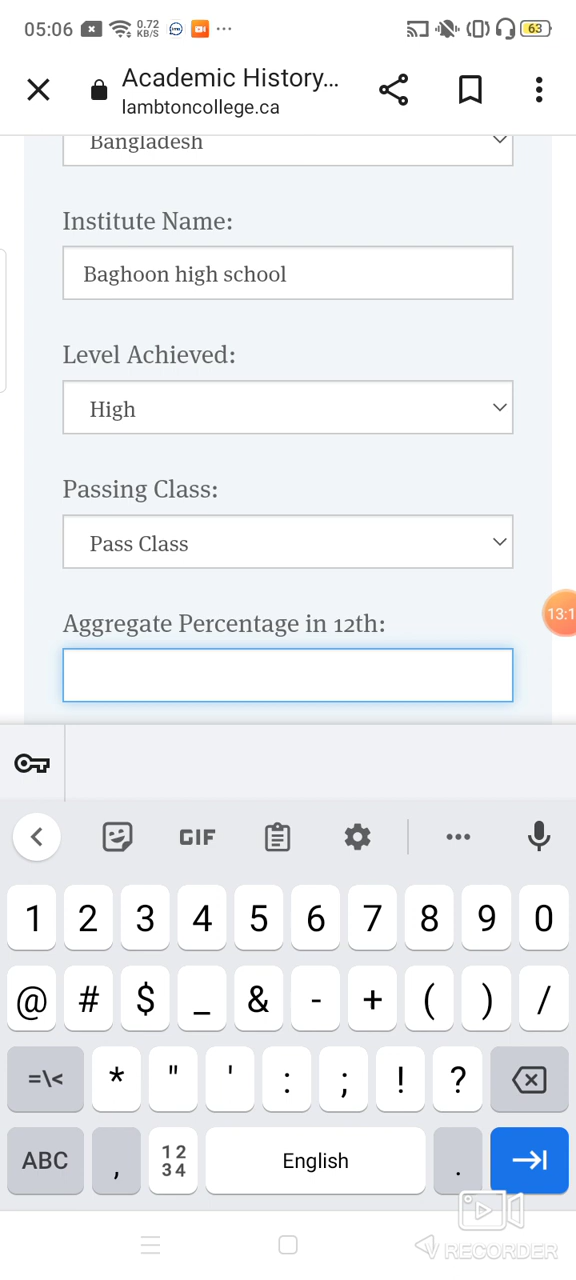 05:06 0.72 KB/S 63
Academic History...
lambtoncollege.ca
Bangladesh
Institute Name:
Baghoon high school
Level Achieved:
High
Passing Class:
Pass Class
13:1
Aggregate Percentage in 12th:
GIF
1 2 3 4 5 6 7 8 9 0
@ # $ _ & - + ( ) /
=\< * " ' : ; ! ?
ABC , 12 34 English .
RECORDER